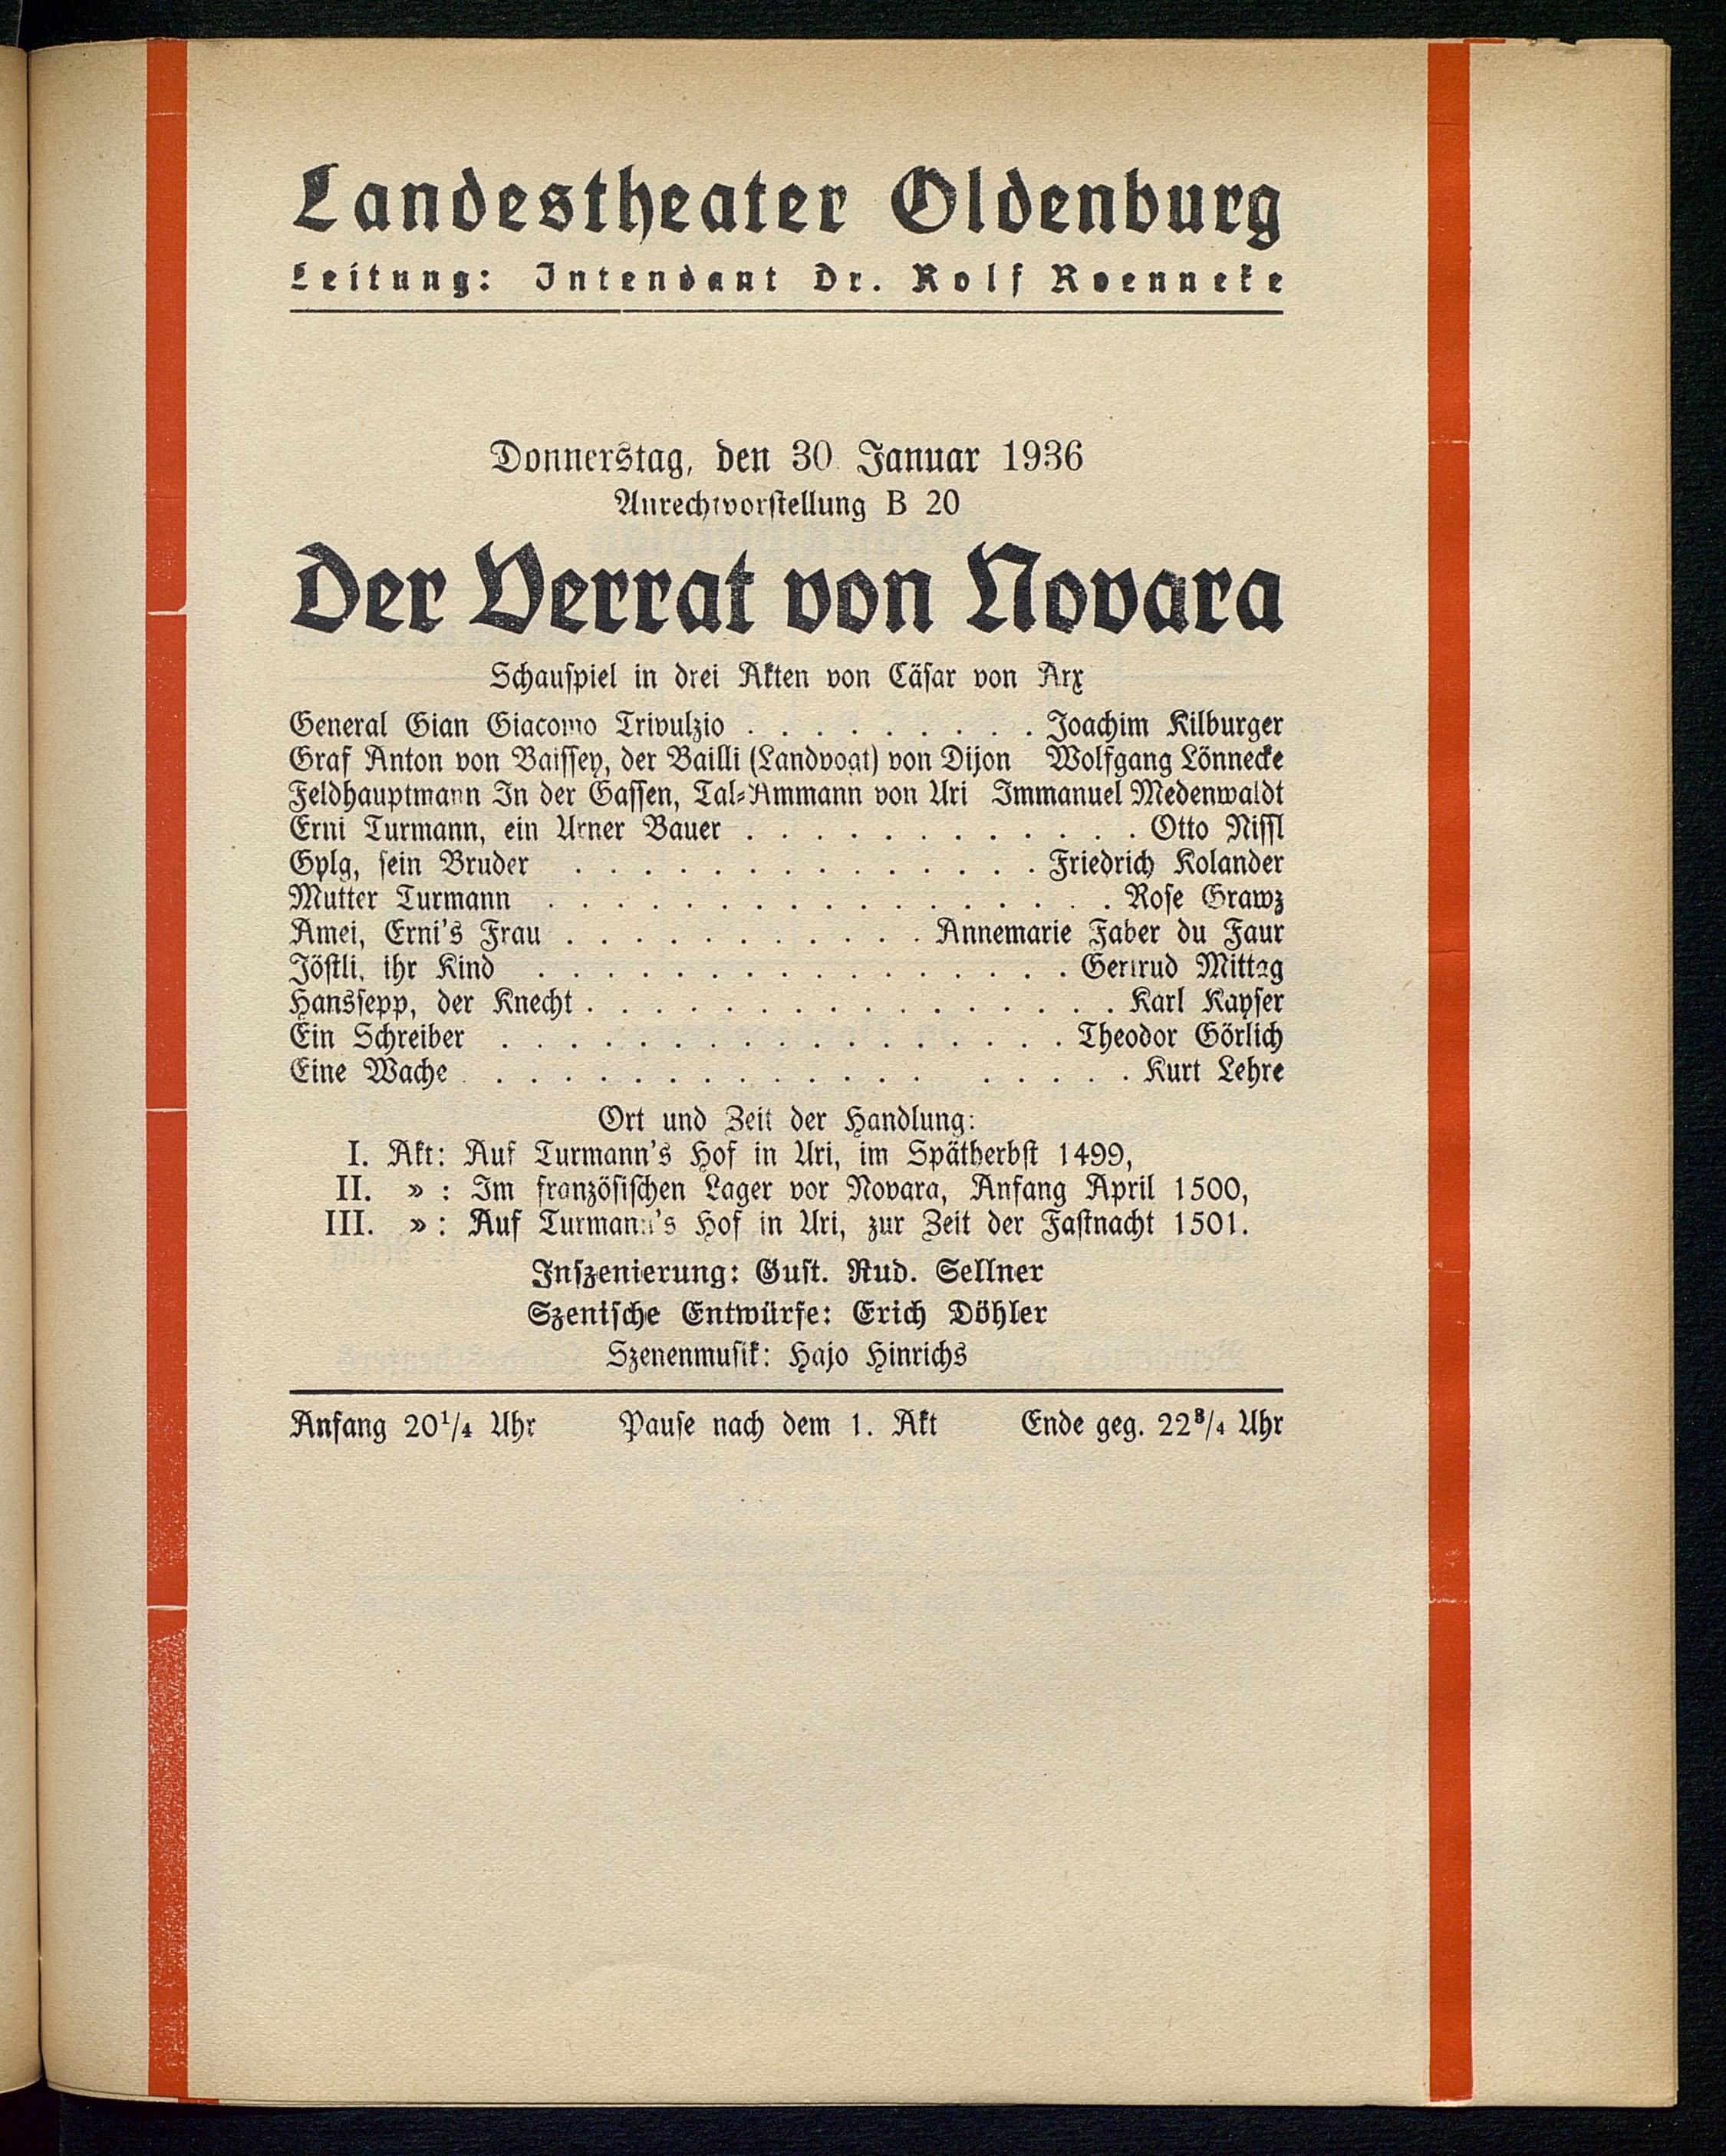 Landestheater Oldenburg
Leitung: Intendant Dr. Rolf Roenneke
Donnerstag, den 30. Januar 1936
Anrechtvorstellung B 20
Der Verrat von Novara
Schauspiel in drei Akten von Cäsar von Arx
General Gian Giacomo Trivulzio . . . . . . . . . Joachim Kilburger
Graf Anton von Baissey, der Bailli (Landvogt) von Dijon Wolfgang Lönnecke
Feldhauptmann In der Gassen, Tal-Ammann von Uri Immanuel Medenwaldt
Erni Turmann, ein Urner Bauer . . . . . . . . . . . . Otto Nissl
Gylg, sein Bruder . . . . . . . . . . . . . . Friedrich Kolander
Mutter Turmann . . . . . . . . . . . . . . . . . Rose Grawz
Amei, Erni's Frau . . . . . . . . . . . Annemarie Faber du Faur
Jöstli, ihr Kind . . . . . . . . . . . . . . . . Gertrud Mittag
Hanssepp, der Knecht . . . . . . . . . . . . . . . . Karl Kayser
Ein Schreiber . . . . . . . . . . . . . . . . . Theodor Görlich
Eine Wache . . . . . . . . . . . . . . . . . . Kurt Lehre
Ort und Zeit der Handlung:
I. Akt: Auf Turmann's Hof in Uri, im Spätherbst 1499,
II. » : Im französischen Lager vor Novara, Anfang April 1500,
III. » : Auf Turmann's Hof in Uri, zur Zeit der Fastnacht 1501.
Inszenierung: Gust. Rud. Sellner
Szenische Entwürfe: Erich Döhler
Szenenmusik: Hajo Hinrichs
Anfang 20¹/₄ Uhr Pause nach dem 1. Akt Ende geg. 22³/₄ Uhr